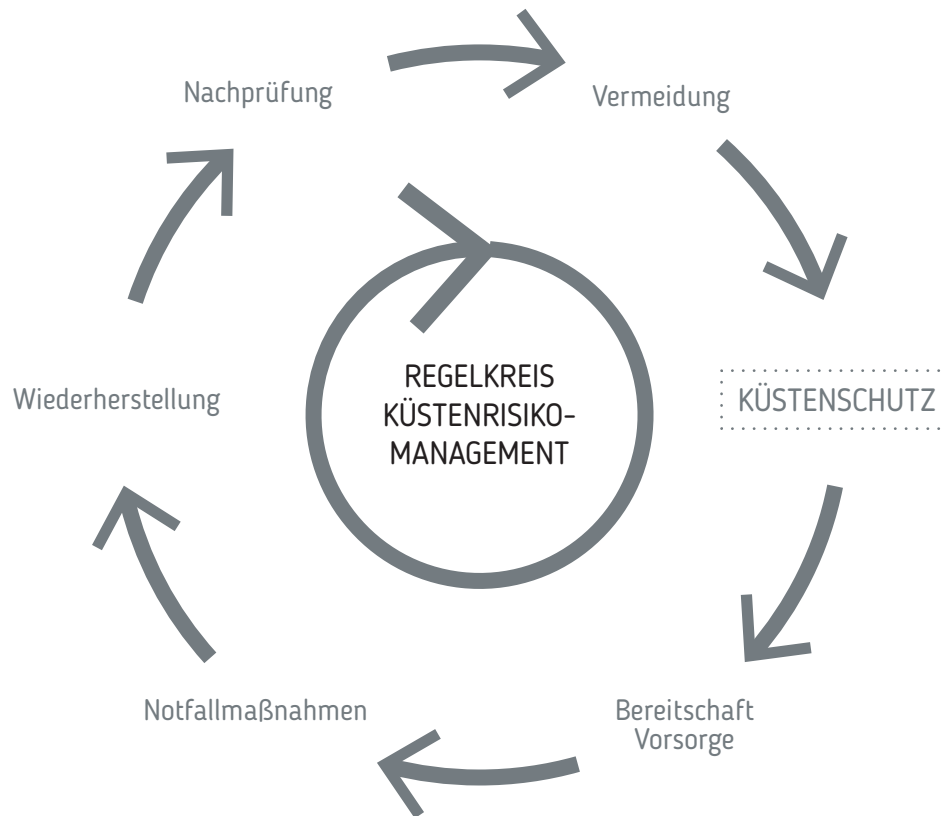 Nachprüfung
Vermeidung
REGELKREIS
KÜSTENRISIKO-
MANAGEMENT
Wiederherstellung
KÜSTENSCHUTZ
Notfallmaßnahmen
Bereitschaft
Vorsorge